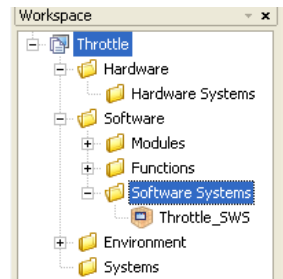 Workspace
Throttle
Hardware
Hardware Systems
Software
Modules
Functions
Software Systems
Throttle_SWS
Environment
Systems